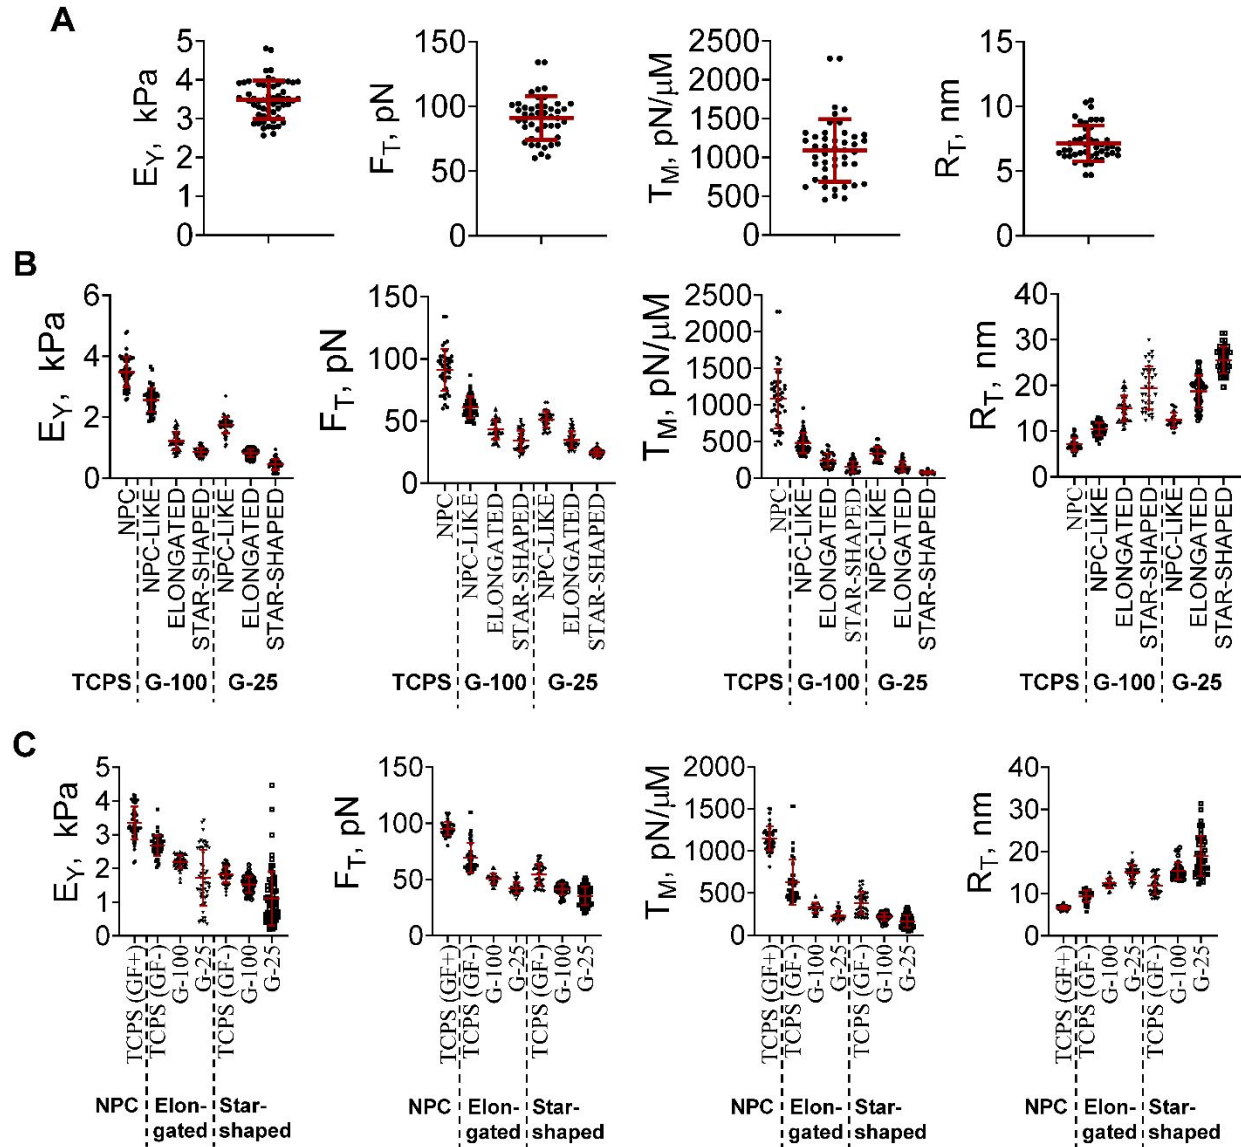 A
E_Y, kPa
5
4
3
2
1
0
F_T, pN
150
100
50
0
T_M, pN/μM
2500
2000
1500
1000
500
0
R_T, nm
15
10
5
0
B
E_Y, kPa
6
4
2
0
NPC
NPC-LIKE
ELONGATED
STAR-SHAPED
NPC-LIKE
ELONGATED
STAR-SHAPED
TCPS G-100 G-25
F_T, pN
150
100
50
0
NPC
NPC-LIKE
ELONGATED
STAR-SHAPED
NPC-LIKE
ELONGATED
STAR-SHAPED
TCPS G-100 G-25
T_M, pN/μM
2500
2000
1500
1000
500
0
NPC
NPC-LIKE
ELONGATED
STAR-SHAPED
NPC-LIKE
ELONGATED
STAR-SHAPED
TCPS G-100 G-25
R_T, nm
40
30
20
10
0
NPC
NPC-LIKE
ELONGATED
STAR-SHAPED
NPC-LIKE
ELONGATED
STAR-SHAPED
TCPS G-100 G-25
C
E_Y, kPa
5
4
3
2
1
0
TCPS (GF+)
TCPS (GF-)
G-100
G-25
TCPS (GF-)
G-100
G-25
NPC Elon- Star-
gated shaped
F_T, pN
150
100
50
0
TCPS (GF+)
TCPS (GF-)
G-100
G-25
TCPS (GF-)
G-100
G-25
NPC Elon- Star-
gated shaped
T_M, pN/μM
2000
1500
1000
500
0
TCPS (GF+)
TCPS (GF-)
G-100
G-25
TCPS (GF-)
G-100
G-25
NPC Elon- Star-
gated shaped
R_T, nm
40
30
20
10
0
TCPS (GF+)
TCPS (GF-)
G-100
G-25
TCPS (GF-)
G-100
G-25
NPC Elon- Star-
gated shaped